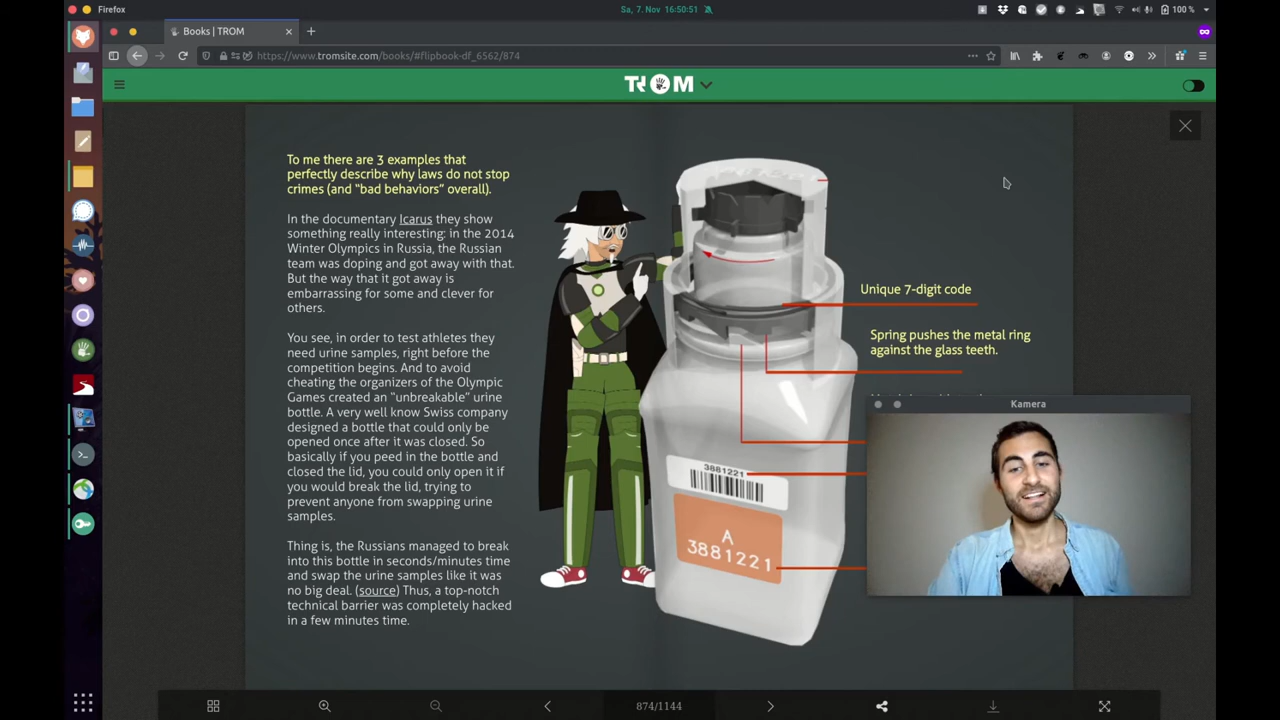 Firefox
Sa, 7. Nov 16:50:51
100 %
Books | TROM
https://www.tromsite.com/books/#flipbook-df_6562/874
TROM
To me there are 3 examples that
perfectly describe why laws do not stop
crimes (and “bad behaviors” overall).
In the documentary Icarus they show
something really interesting: in the 2014
Winter Olympics in Russia, the Russian
team was doping and got away with that.
But the way that it got away is
embarrassing for some and clever for
others.
You see, in order to test athletes they
need urine samples, right before the
competition begins. And to avoid
cheating the organizers of the Olympic
Games created an “unbreakable” urine
bottle. A very well know Swiss company
designed a bottle that could only be
opened once after it was closed. So
basically if you peed in the bottle and
closed the lid, you could only open it if
you would break the lid, trying to
prevent anyone from swapping urine
samples.
Thing is, the Russians managed to break
into this bottle in seconds/minutes time
and swap the urine samples like it was
no big deal. (source) Thus, a top-notch
technical barrier was completely hacked
in a few minutes time.
Unique 7-digit code
Spring pushes the metal ring
against the glass teeth.
Kamera
3881221
A
3881221
874/1144